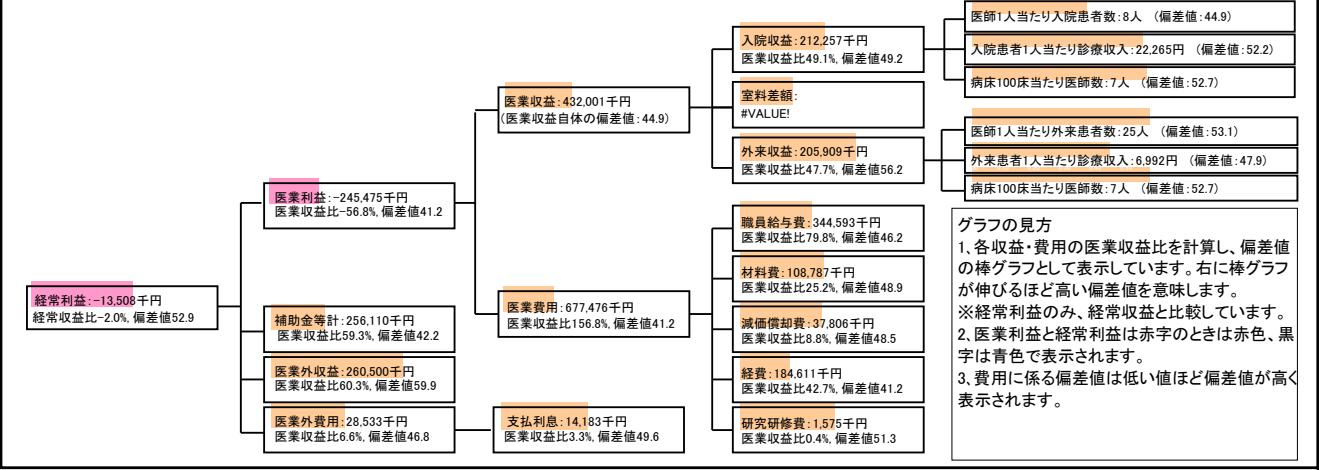 経常利益:-13,508千円
経常収益比-2.0%, 偏差値52.9
医業利益:-245,475千円
医業収益比-56.8%, 偏差値41.2
補助金等計:256,110千円
医業収益比59.3%, 偏差値42.2
医業外収益:260,500千円
医業収益比60.3%, 偏差値59.9
医業外費用:28,533千円
医業収益比6.6%, 偏差値46.8
医業収益:432,001千円
(医業収益自体の偏差値:44.9)
医業費用:677,476千円
医業収益比156.8%, 偏差値41.2
支払利息:14,183千円
医業収益比3.3%, 偏差値49.6
入院収益:212,257千円
医業収益比49.1%, 偏差値49.2
室料差額:
#VALUE!
外来収益:205,909千円
医業収益比47.7%, 偏差値56.2
職員給与費:344,593千円
医業収益比79.8%, 偏差値46.2
材料費:108,787千円
医業収益比25.2%, 偏差値48.9
減価償却費:37,806千円
医業収益比8.8%, 偏差値48.5
経費:184,611千円
医業収益比42.7%, 偏差値41.2
研究研修費:1,575千円
医業収益比0.4%, 偏差値51.3
医師1人当たり入院患者数:8人 (偏差値:44.9)
入院患者1人当たり診療収入:22,265円 (偏差値:52.2)
病床100床当たり医師数:7人 (偏差値:52.7)
医師1人当たり外来患者数:25人 (偏差値:53.1)
外来患者1人当たり診療収入:6,992円 (偏差値:47.9)
病床100床当たり医師数:7人 (偏差値:52.7)
グラフの見方
1、各収益・費用の医業収益比を計算し、偏差値
の棒グラフとして表示しています。右に棒グラフ
が伸びるほど高い偏差値を意味します。
※経常利益のみ、経常収益と比較しています。
2、医業利益と経常利益は赤字のときは赤色、黒
字は青色で表示されます。
3、費用に係る偏差値は低い値ほど偏差値が高く
表示されます。